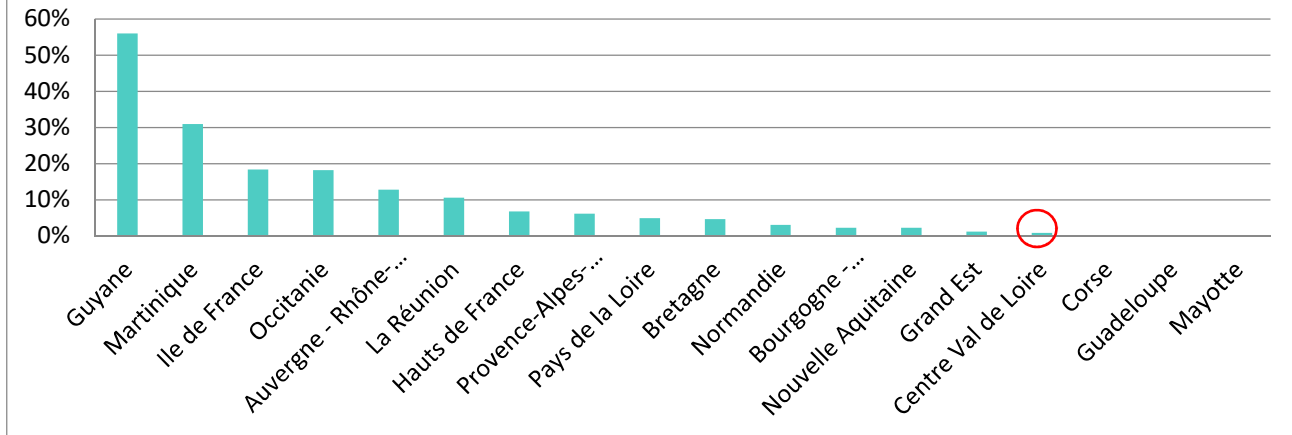 60%
50%
40%
30%
20%
10%
0%
Guyane
Martinique
Ile de France
Occitanie
Auvergne - Rhône-...
La Réunion
Hauts de France
Provence-Alpes-...
Pays de la Loire
Bretagne
Normandie
Bourgogne -...
Nouvelle Aquitaine
Grand Est
Centre Val de Loire
Corse
Guadeloupe
Mayotte